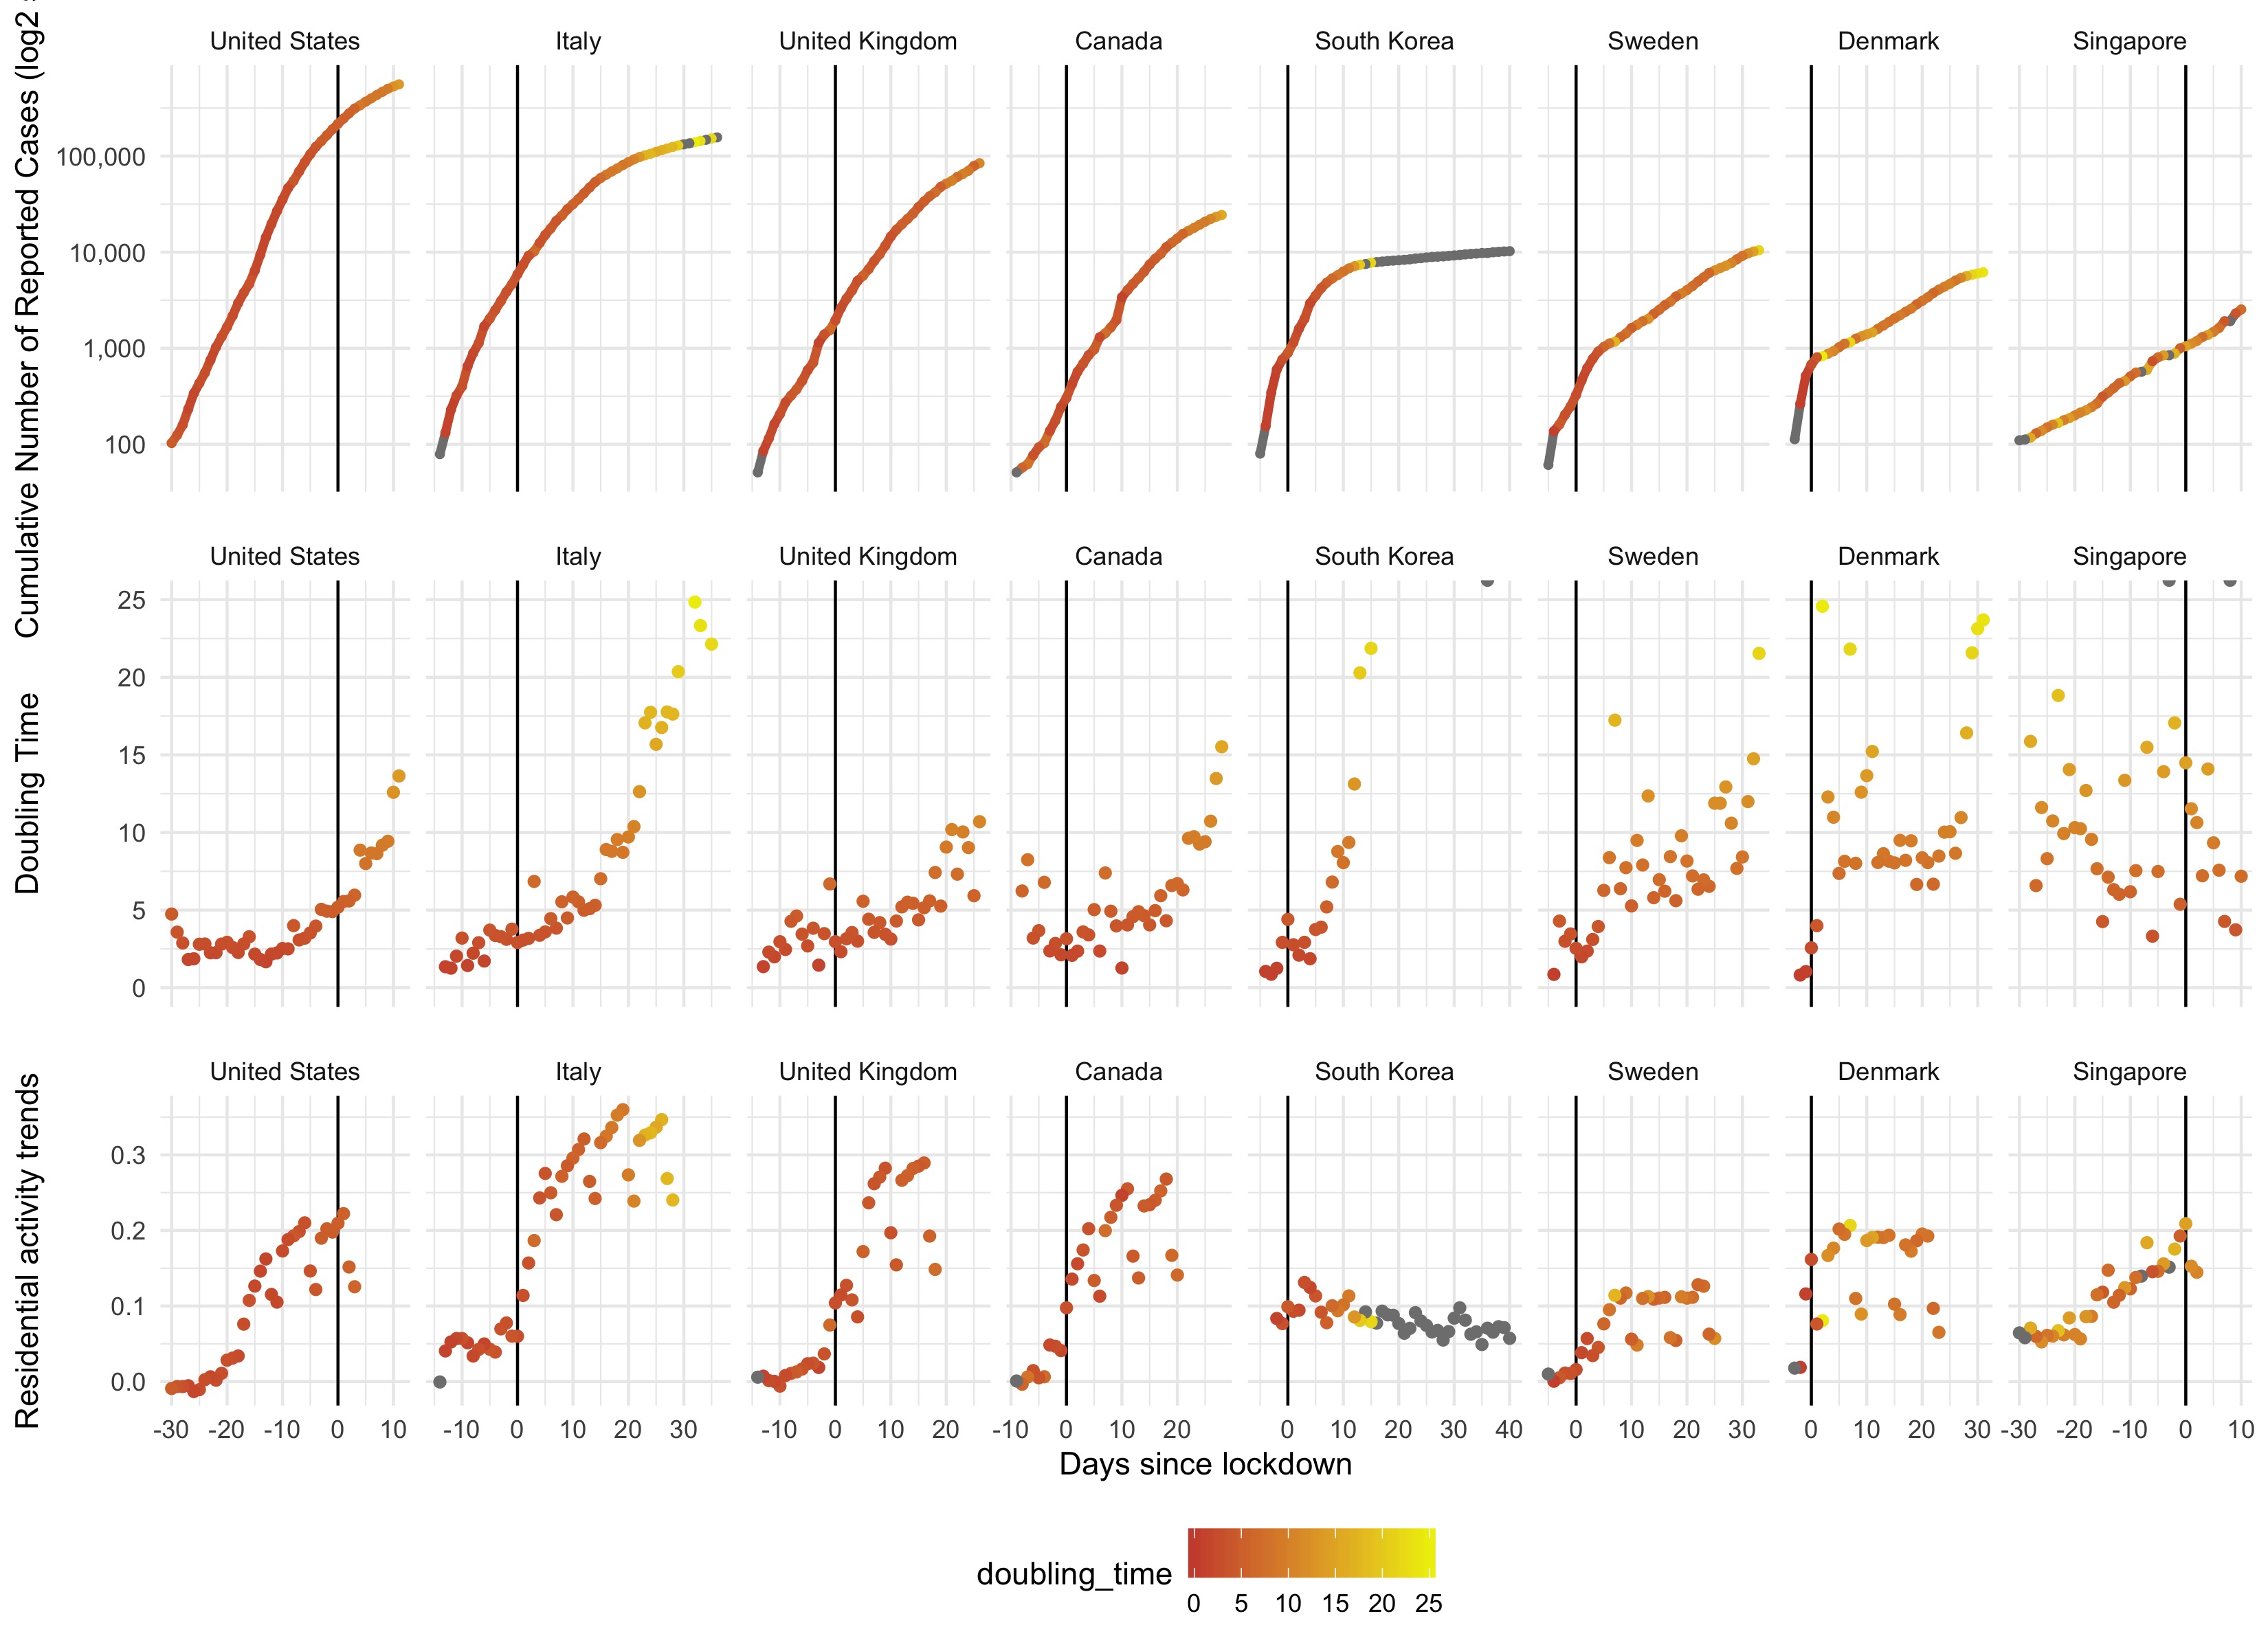 Cumulative Number of Reported Cases (log2
United States Italy United Kingdom Canada South Korea Sweden Denmark Singapore
100,000
10,000
1,000
100
Doubling Time
United States Italy United Kingdom Canada South Korea Sweden Denmark Singapore
25
20
15
10
5
0
Residential activity trends
United States Italy United Kingdom Canada South Korea Sweden Denmark Singapore
0.3
0.2
0.1
0.0
-30 -20 -10 0 10 -10 0 10 20 30 -10 0 10 20 -10 0 10 20 0 10 20 30 40 0 10 20 30 0 10 20 30 -30 -20 -10 0 10
Days since lockdown
doubling_time
0 5 10 15 20 25